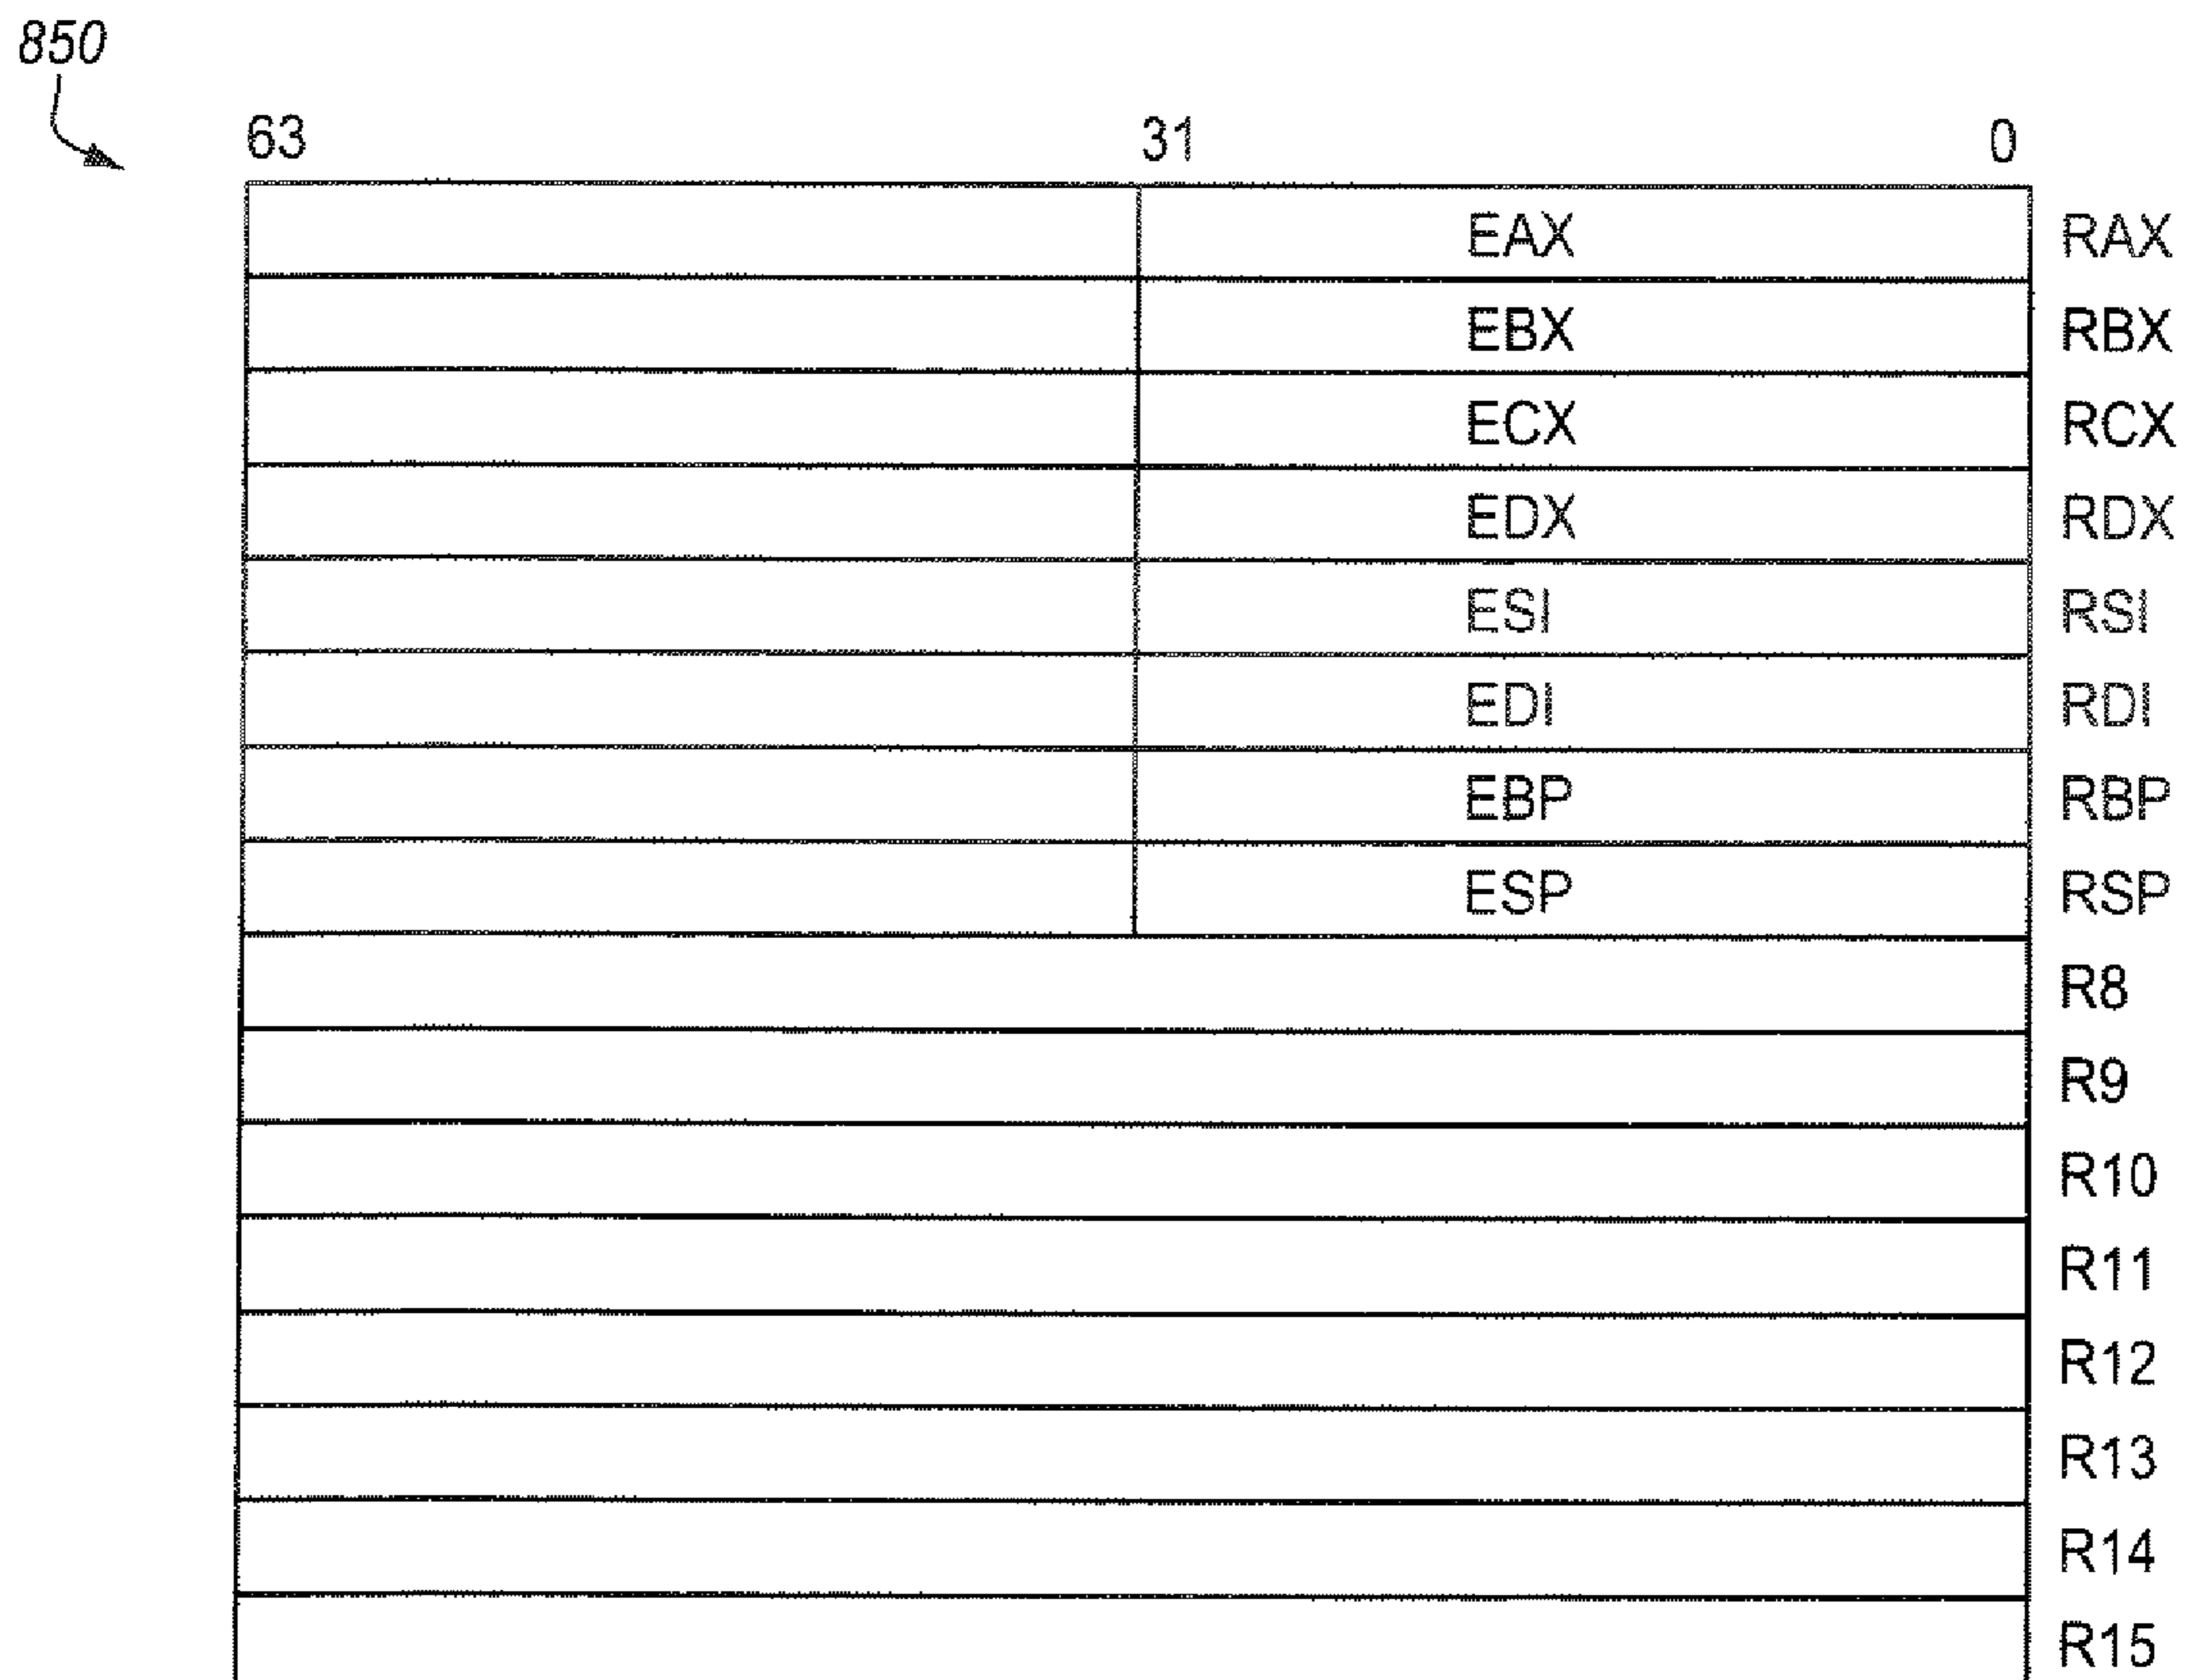 850
63 31 0
EAX RAX
EBX RBX
ECX RCX
EDX RDX
ESI RSI
EDI RDI
EBP RBP
ESP RSP
R8
R9
R10
R11
R12
R13
R14
R15